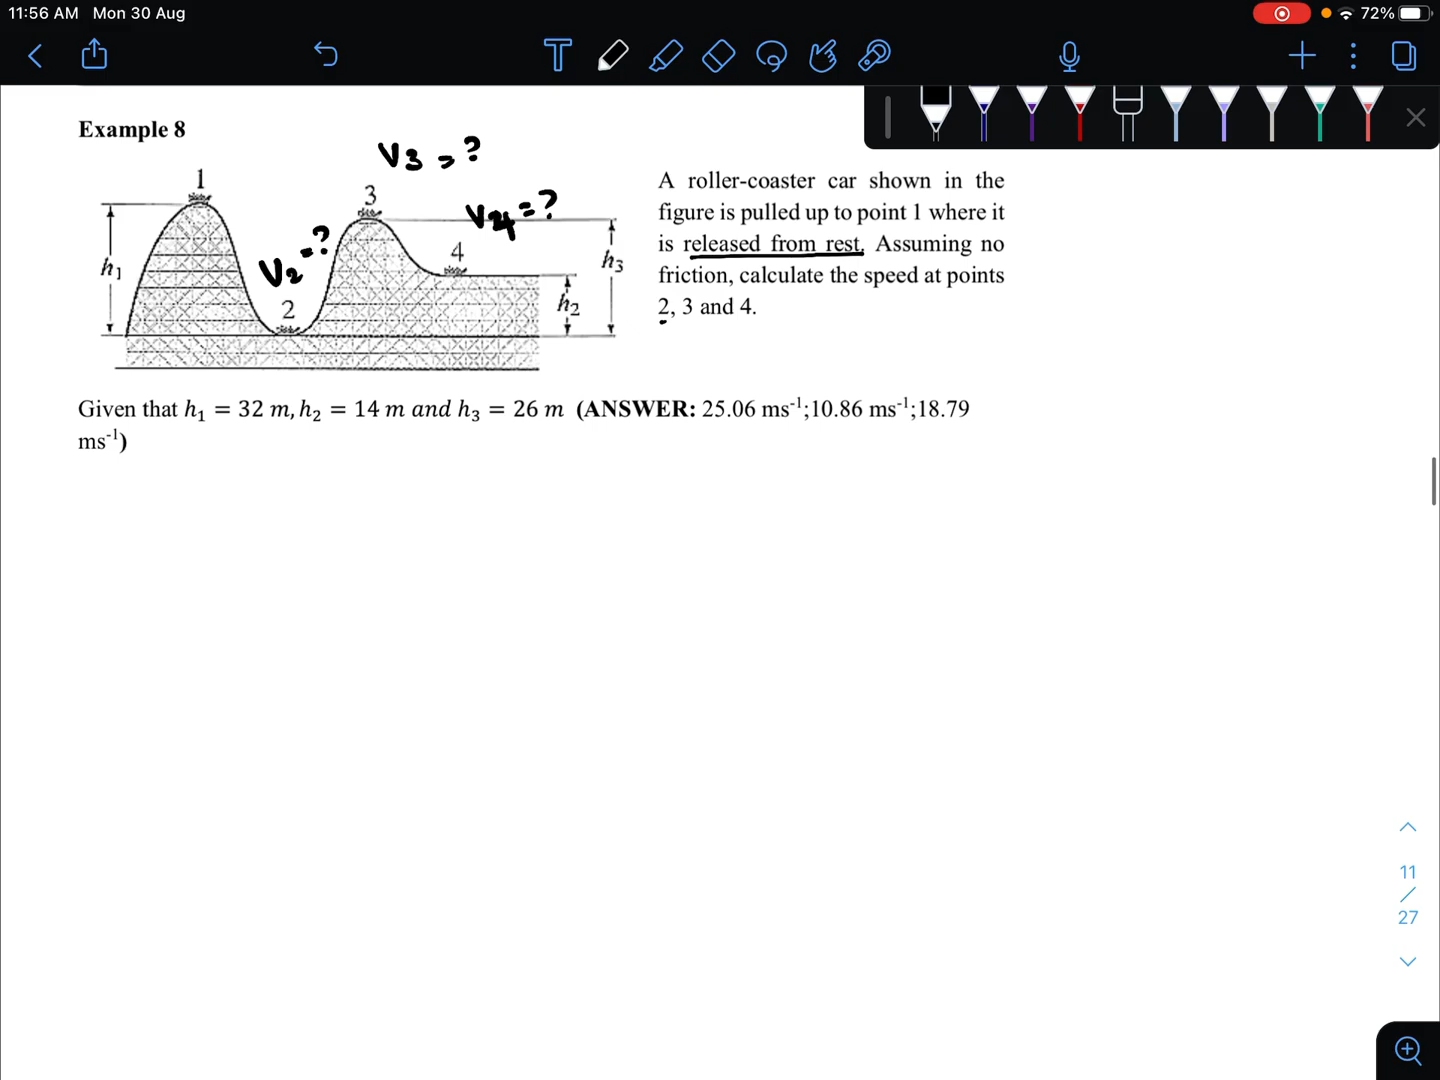 11:56 AM Mon 30 Aug
72%
T
Example 8
V3 = ?
1
3
V4 = ?
V2 = ?
4
h1
h3
2
h2
A roller-coaster car shown in the
figure is pulled up to point 1 where it
is released from rest. Assuming no
friction, calculate the speed at points
2, 3 and 4.
Given that h₁ = 32 m, h₂ = 14 m and h₃ = 26 m (ANSWER: 25.06 ms⁻¹;10.86 ms⁻¹;18.79
ms⁻¹)
11
/
27